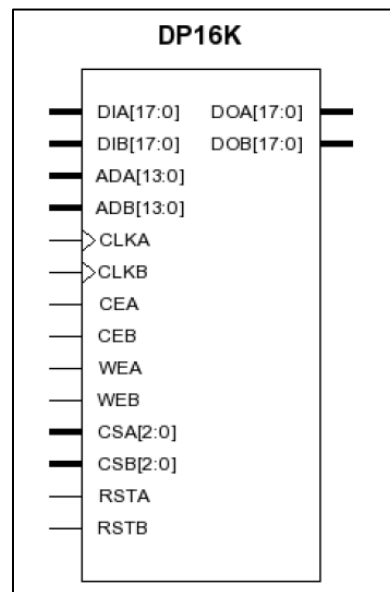 DP16K
DIA[17:0] DOA[17:0]
DIB[17:0] DOB[17:0]
ADA[13:0]
ADB[13:0]
CLKA
CLKB
CEA
CEB
WEA
WEB
CSA[2:0]
CSB[2:0]
RSTA
RSTB